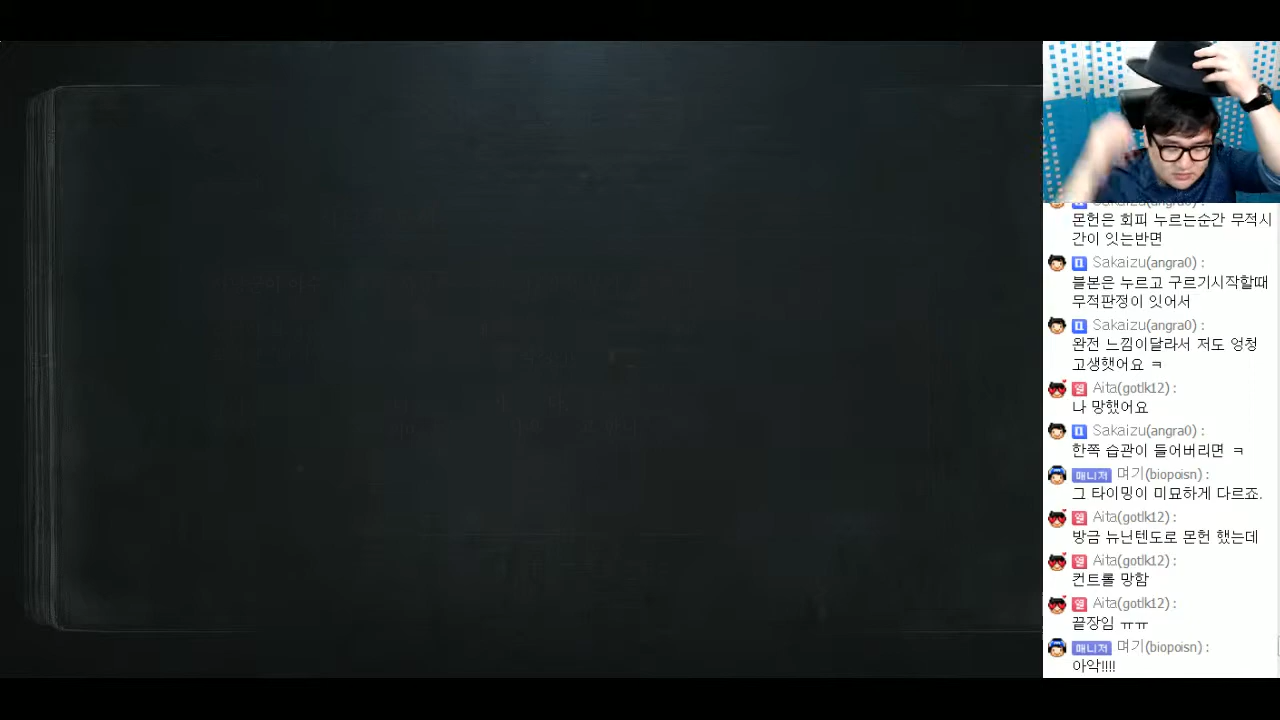 Sakaizu(angra0) :
몬헌은 회피 누르는순간 무적시
간이 잇는반면
Sakaizu(angra0) :
블본은 누르고 구르기시작할때
무적판정이 잇어서
Sakaizu(angra0) :
완전 느낌이달라서 저도 엉청
고생햇어요 ㅋ
열 Aita(gotlk12) :
나 망했어요
Sakaizu(angra0) :
한쪽 습관이 들어버리면 ㅋ
매니저 며기(biopoisn) :
그 타이밍이 미묘하게 다르죠.
열 Aita(gotlk12) :
방금 뉴닌텐도로 몬헌 했는데
열 Aita(gotlk12) :
컨트롤 망함
열 Aita(gotlk12) :
끝장임 ㅠㅠ
매니저 며기(biopoisn) :
아악!!!!